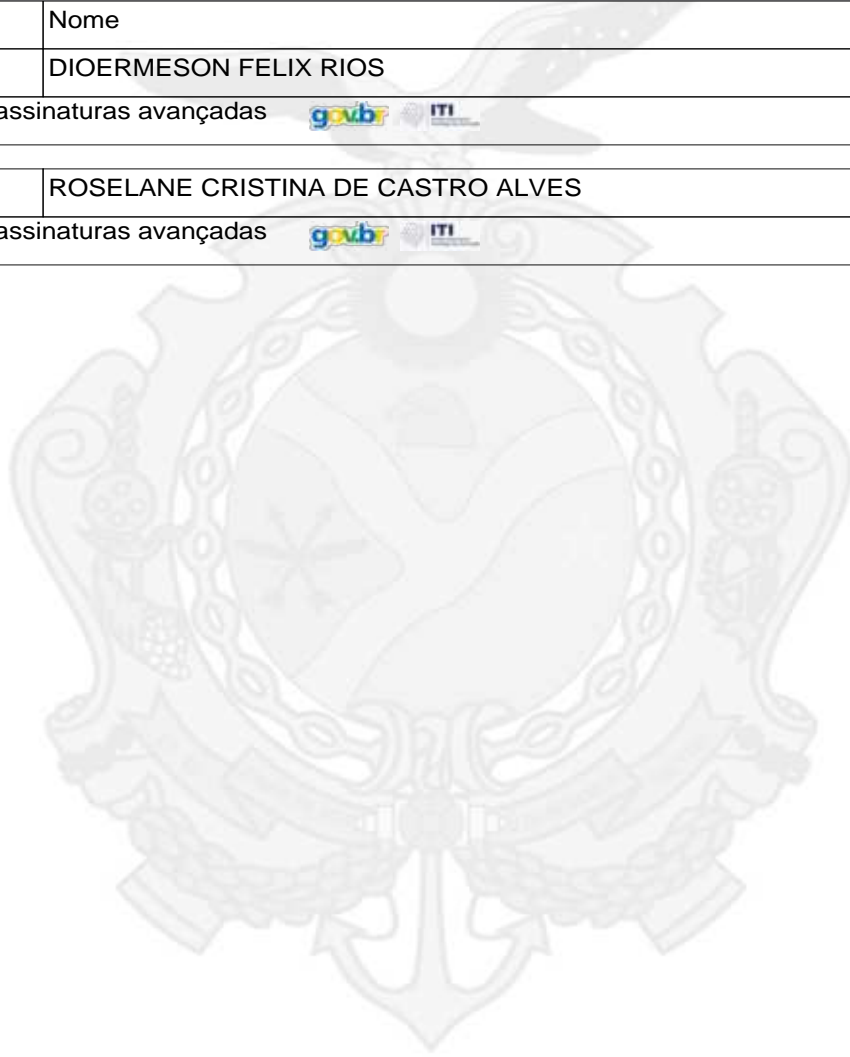 Nome
DIOERMESON FELIX RIOS
assinaturas avançadas gov.br ITI
ROSELANE CRISTINA DE CASTRO ALVES
assinaturas avançadas gov.br ITI